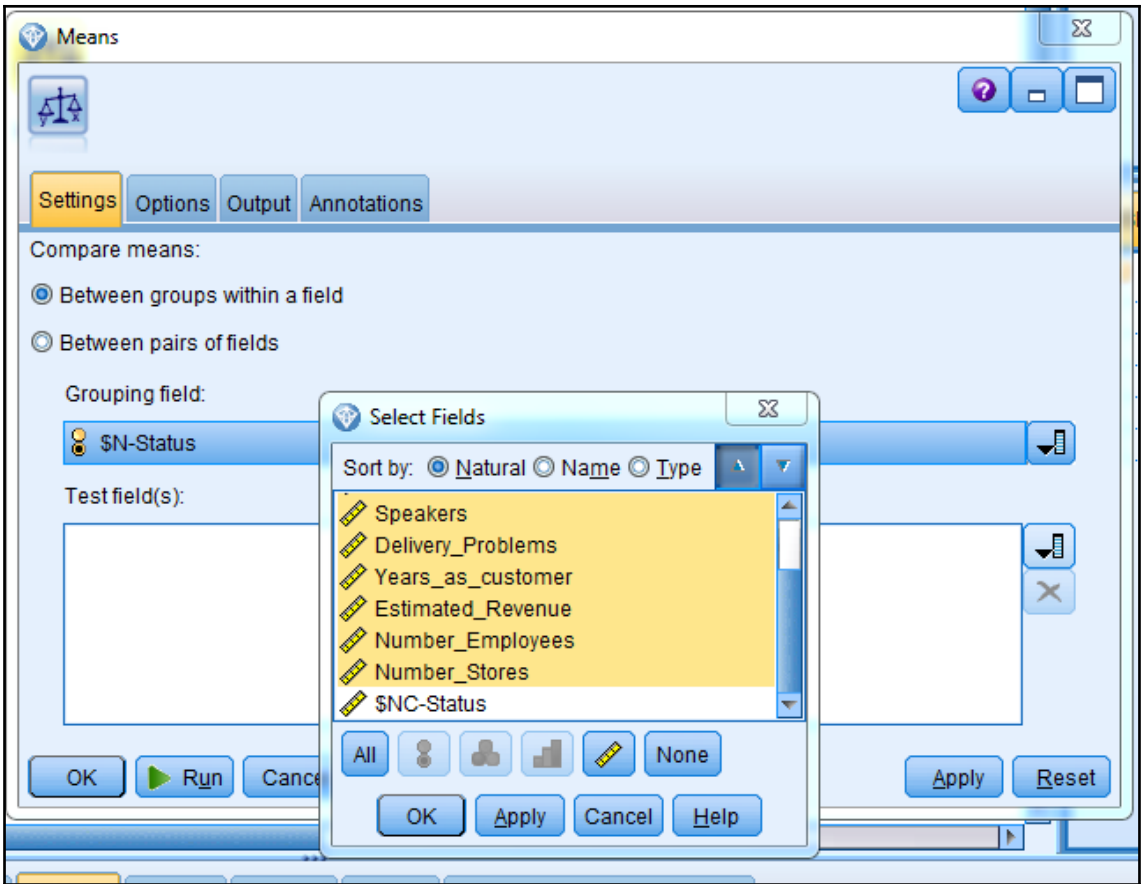 Means
Settings Options Output Annotations
Compare means:
Between groups within a field
Between pairs of fields
Grouping field:
$N-Status
Test field(s):
Select Fields
Sort by: Natural Name Type
Speakers
Delivery_Problems
Years_as_customer
Estimated_Revenue
Number_Employees
Number_Stores
$NC-Status
All None
OK Apply Cancel Help
OK Run Apply Reset